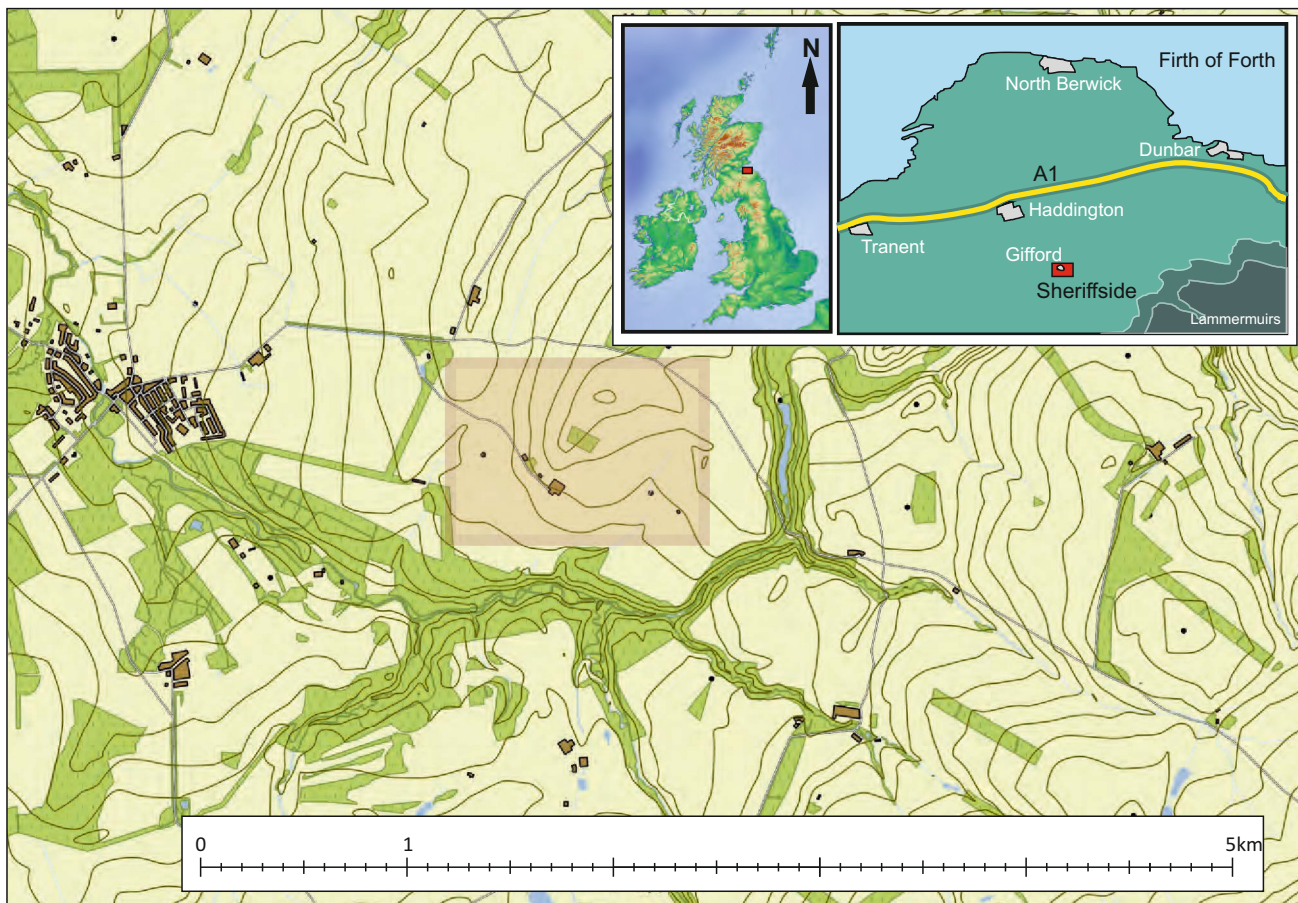 N
Firth of Forth
North Berwick
Dunbar
A1
Haddington
Tranent
Gifford
Sheriffside
Lammermuirs
0 1 5km